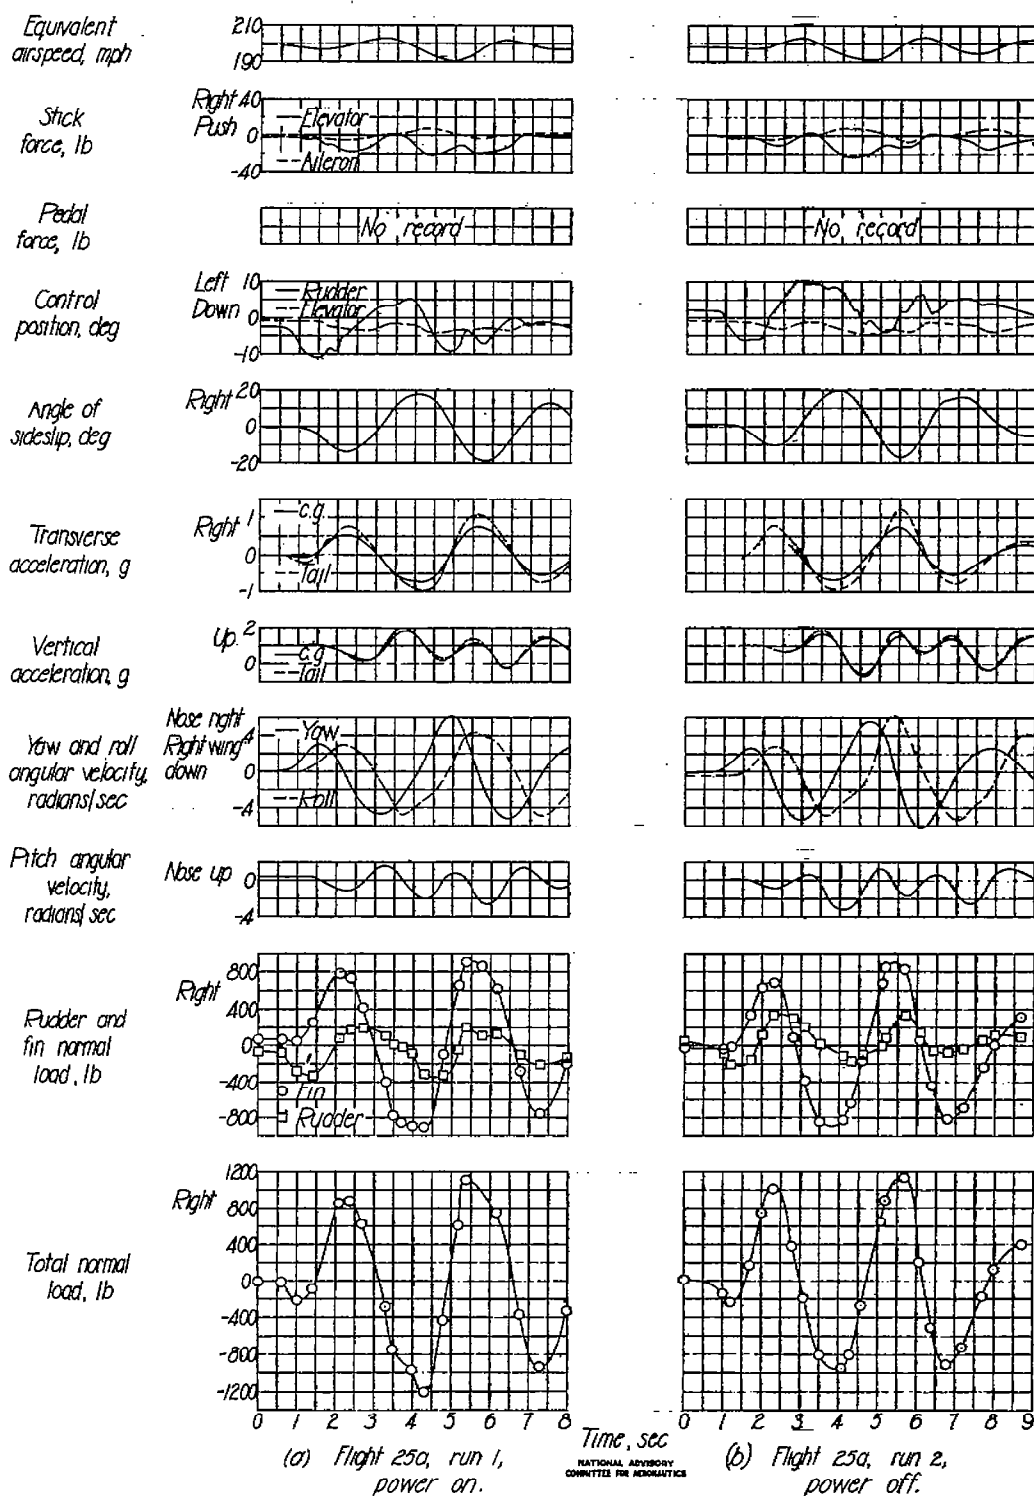 Equivalent
airspeed, mph
210
190
Stick
force, lb
Right
Push
40
0
-40
Elevator
Aileron
Pedal
force, lb
No record
No record
Control
position, deg
Left
Down
10
0
-10
Rudder
Elevator
Angle of
sideslip, deg
Right
20
0
-20
Transverse
acceleration, g
Right
1
0
-1
c.g.
Tail
Vertical
acceleration, g
Up
2
0
c.g
Tail
Yaw and roll
angular velocity,
radians/sec
Nose right
Right wing
down
4
0
-4
Yaw
Roll
Pitch angular
velocity,
radians/sec
Nose up
0
-4
Rudder and
fin normal
load, lb
Right
800
400
0
-400
-800
Fin
Rudder
Total normal
load, lb
Right
1200
800
400
0
-400
-800
-1200
0 1 2 3 4 5 6 7 8
0 1 2 3 4 5 6 7 8 9
Time, sec
(a) Flight 25a, run 1,
power on.
NATIONAL ADVISORY
COMMITTEE FOR AERONAUTICS
(b) Flight 25a, run 2,
power off.